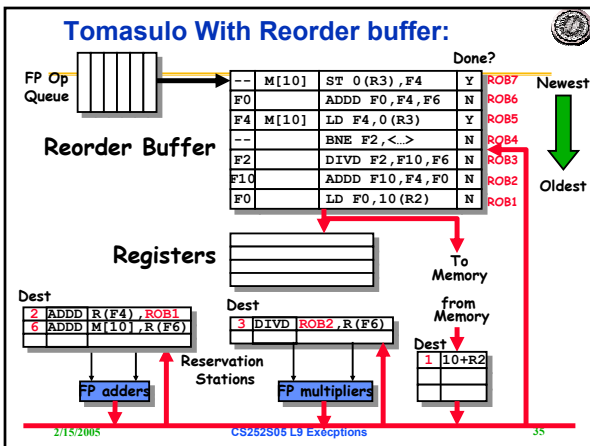 Tomasulo With Reorder buffer:
Done?
FP Op
Queue
-- M[10] ST 0(R3),F4 Y ROB7 Newest
F0 ADDD F0,F4,F6 N ROB6
F4 M[10] LD F4,0(R3) Y ROB5
-- BNE F2,<…> N ROB4
Reorder Buffer
F2 DIVD F2,F10,F6 N ROB3
F10 ADDD F10,F4,F0 N ROB2 Oldest
F0 LD F0,10(R2) N ROB1
Registers
To
Memory
Dest
2 ADDD R(F4),ROB1
6 ADDD M[10],R(F6)
Dest
3 DIVD ROB2,R(F6)
from
Memory
Dest
1 10+R2
Reservation
Stations
FP adders
FP multipliers
2/15/2005 CS252S05 L9 Execptions 35